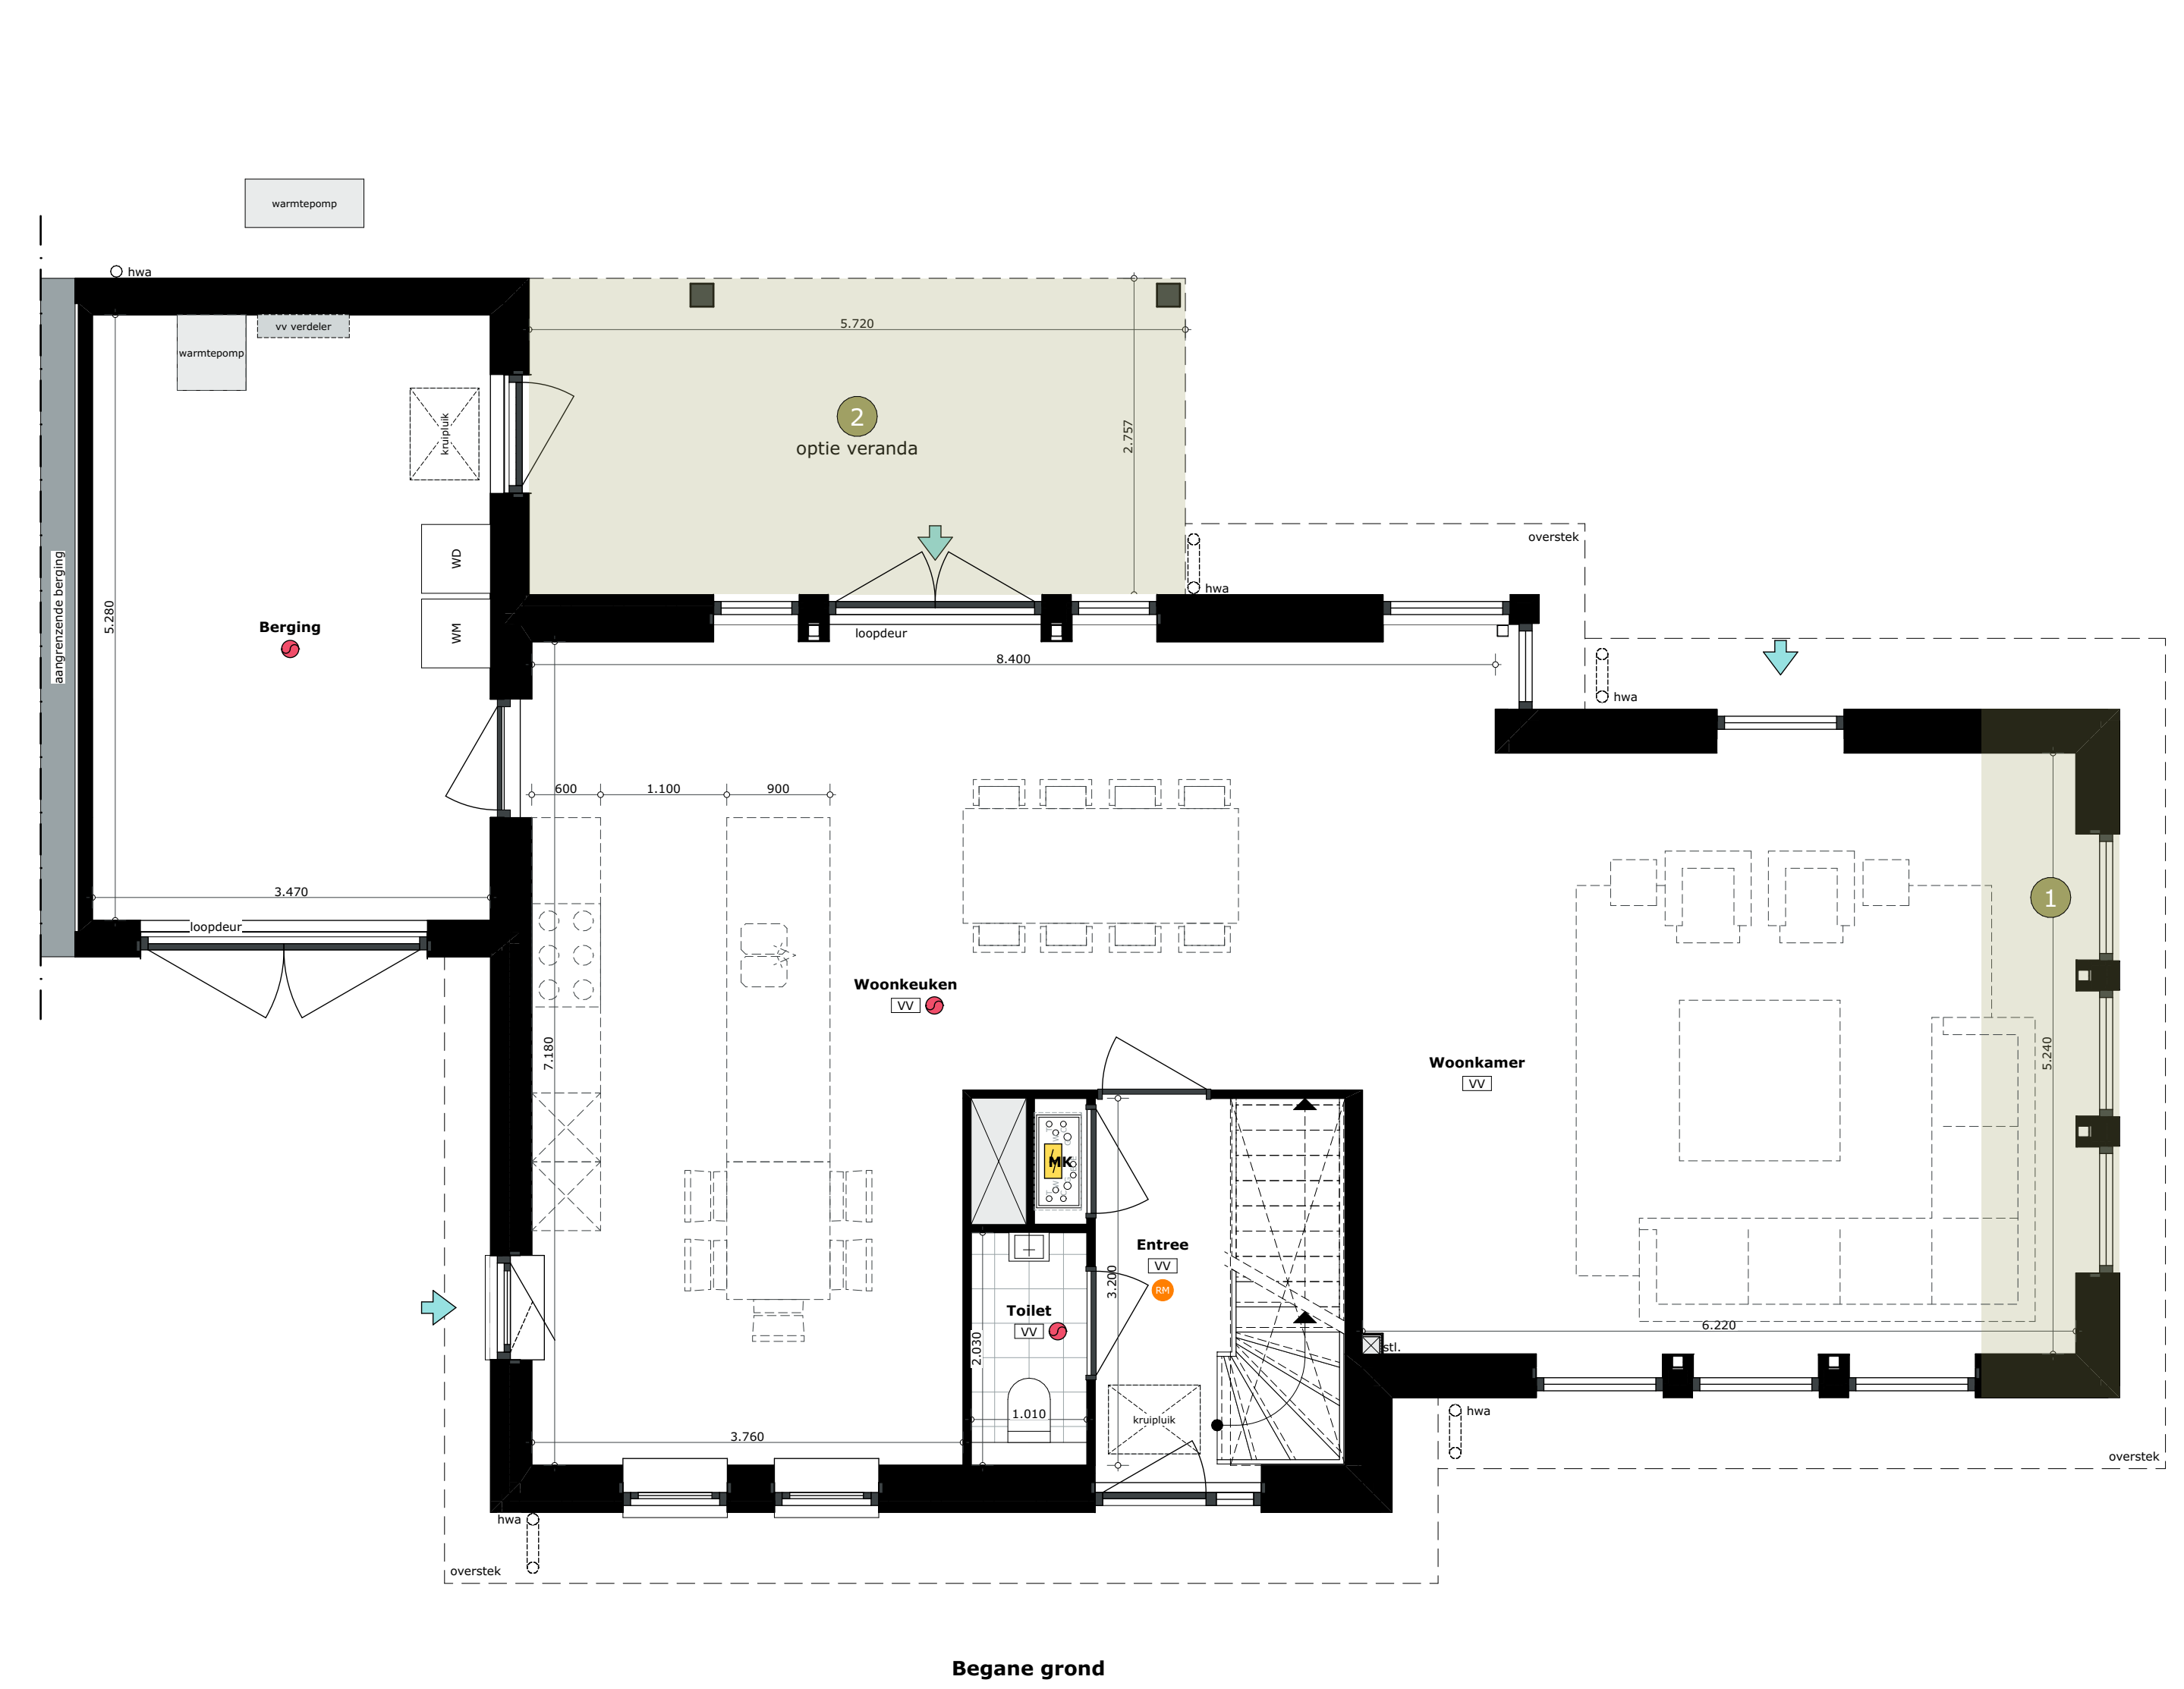 warmtepomp
hwa
vv verdeler
warmtepomp
5.720
2
optie veranda
2.757
kruipluik
overstek
WD
hwa
aangrenzende berging
5.280
WM
Berging
loopdeur
8.400
hwa
600
1.100
900
3.470
loopdeur
1
Woonkeuken
VV
7.180
5.240
Woonkamer
VV
MK
Entree
VV
RM
3.200
Toilet
VV
2.030
6.220
stl.
1.010
kruipluik
hwa
3.760
overstek
hwa
overstek
Begane grond